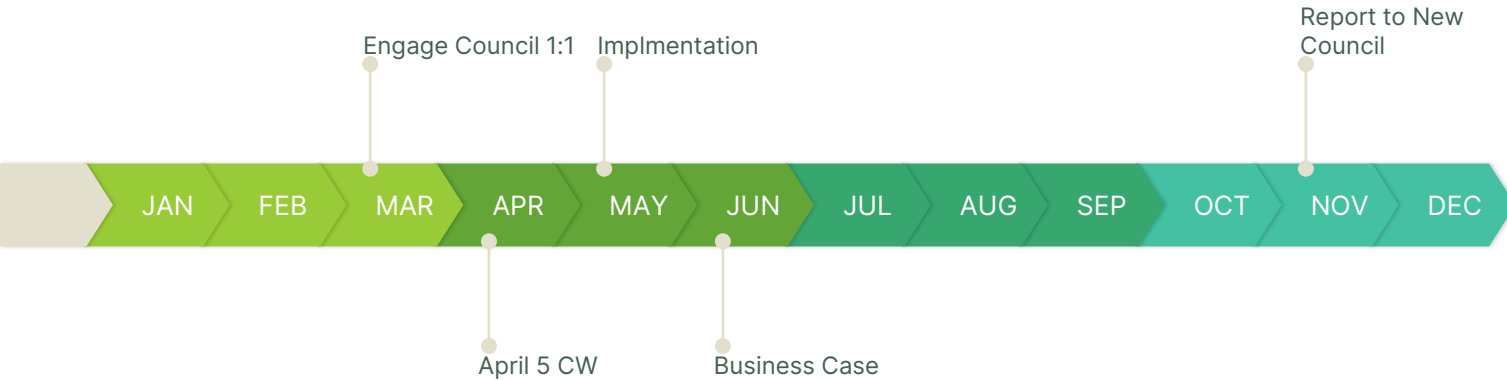 Report to New
Council
Engage Council 1:1
Implmentation
JAN
FEB
MAR
APR
MAY
JUN
JUL
AUG
SEP
OCT
NOV
DEC
April 5 CW
Business Case